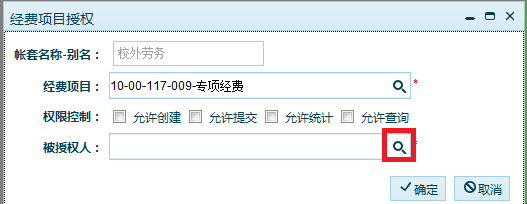 经费项目授权
帐套名称-别名： 校外劳务
经费项目： 10-00-117-009-专项经费 *
权限控制： 允许创建 允许提交 允许统计 允许查询
被授权人： *
确定 取消